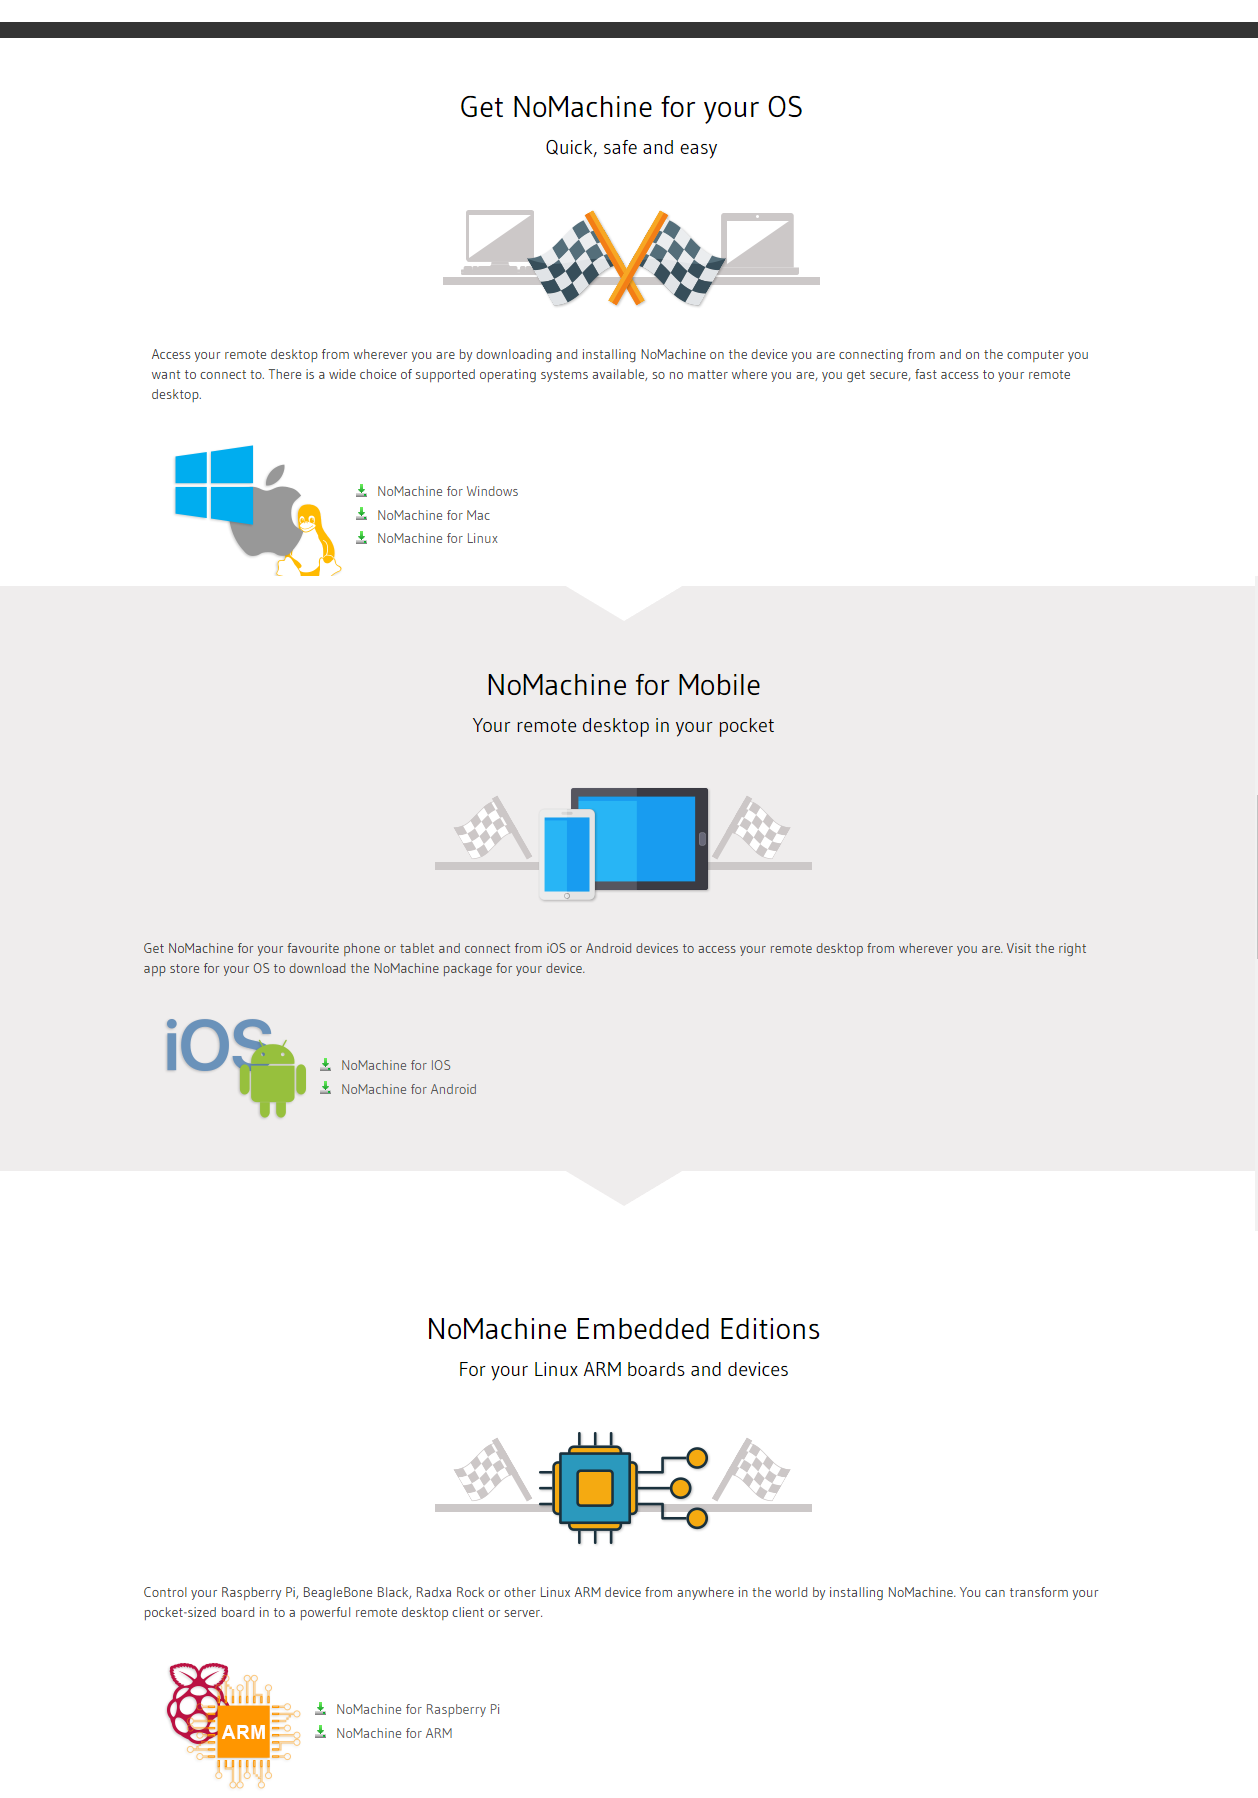 Get NoMachine for your OS
Quick, safe and easy
Access your remote desktop from wherever you are by downloading and installing NoMachine on the device you are connecting from and on the computer you
want to connect to. There is a wide choice of supported operating systems available, so no matter where you are, you get secure, fast access to your remote
desktop.
NoMachine for Windows
NoMachine for Mac
NoMachine for Linux
NoMachine for Mobile
Your remote desktop in your pocket
Get NoMachine for your favourite phone or tablet and connect from iOS or Android devices to access your remote desktop from wherever you are. Visit the right
app store for your OS to download the NoMachine package for your device.
iOS
NoMachine for IOS
NoMachine for Android
NoMachine Embedded Editions
For your Linux ARM boards and devices
Control your Raspberry Pi, BeagleBone Black, Radxa Rock or other Linux ARM device from anywhere in the world by installing NoMachine. You can transform your
pocket-sized board in to a powerful remote desktop client or server.
ARM
NoMachine for Raspberry Pi
NoMachine for ARM